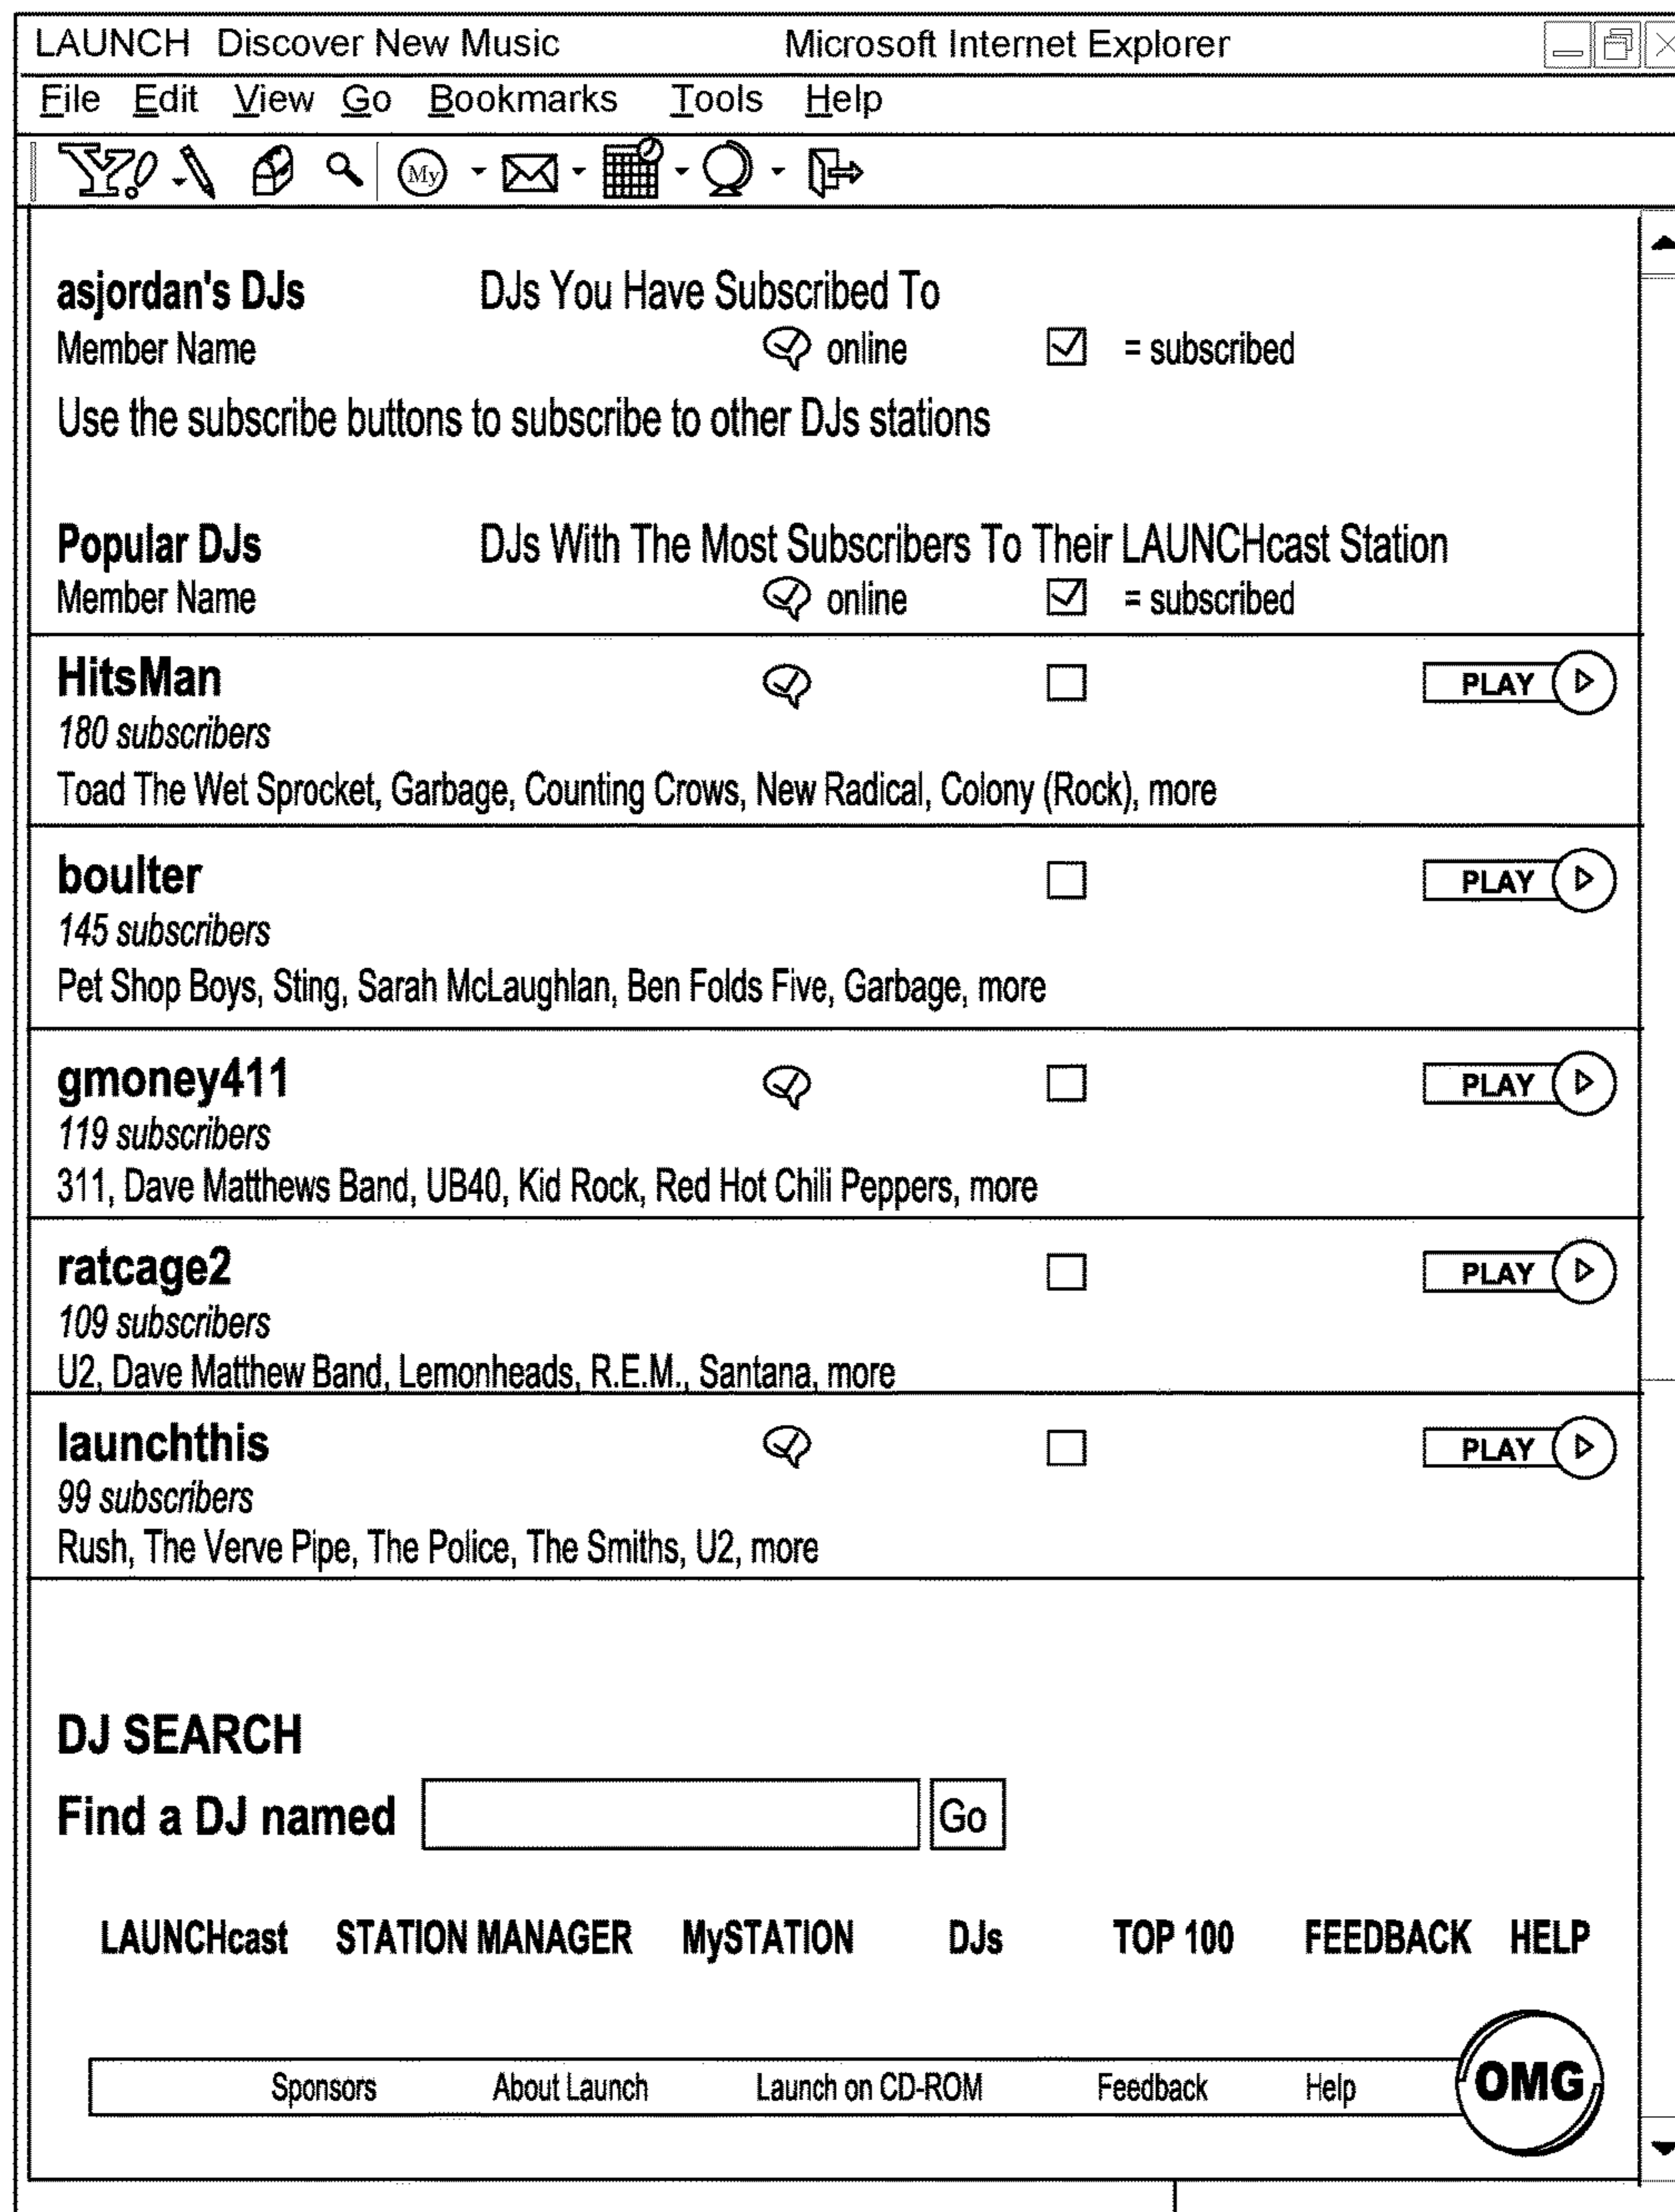 LAUNCH Discover New Music Microsoft Internet Explorer
File Edit View Go Bookmarks Tools Help
Y! My
asjordan's DJs DJs You Have Subscribed To
Member Name online = subscribed
Use the subscribe buttons to subscribe to other DJs stations
Popular DJs DJs With The Most Subscribers To Their LAUNCHcast Station
Member Name online = subscribed
HitsMan PLAY
180 subscribers
Toad The Wet Sprocket, Garbage, Counting Crows, New Radical, Colony (Rock), more
boulter PLAY
145 subscribers
Pet Shop Boys, Sting, Sarah McLaughlan, Ben Folds Five, Garbage, more
gmoney411 PLAY
119 subscribers
311, Dave Matthews Band, UB40, Kid Rock, Red Hot Chili Peppers, more
ratcage2 PLAY
109 subscribers
U2, Dave Matthew Band, Lemonheads, R.E.M., Santana, more
launchthis PLAY
99 subscribers
Rush, The Verve Pipe, The Police, The Smiths, U2, more
DJ SEARCH
Find a DJ named Go
LAUNCHcast STATION MANAGER MySTATION DJs TOP 100 FEEDBACK HELP
Sponsors About Launch Launch on CD-ROM Feedback Help OMG